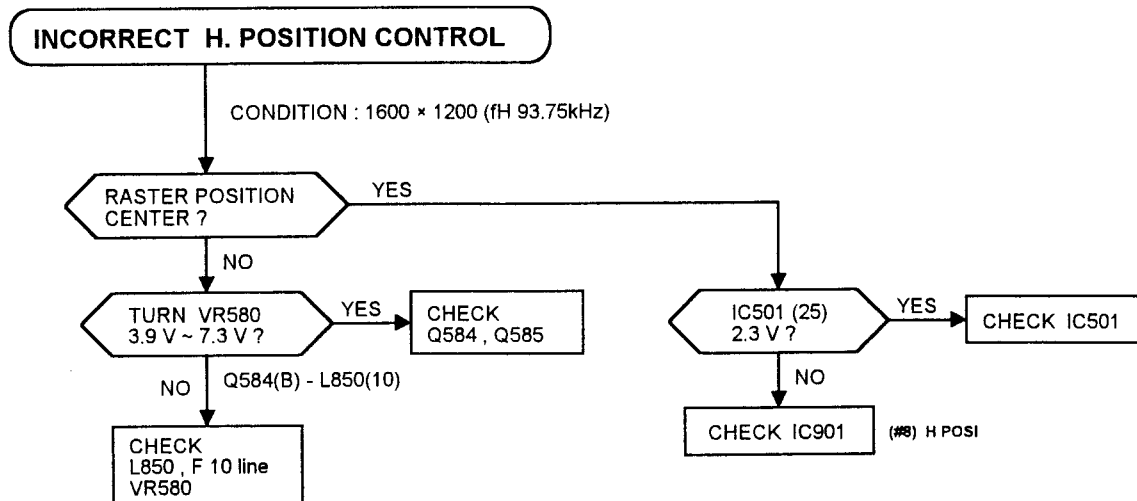 INCORRECT H. POSITION CONTROL
CONDITION : 1600 × 1200 (fH 93.75kHz)
RASTER POSITION
CENTER ?
YES
NO
TURN VR580
3.9 V ~ 7.3 V ?
YES
CHECK
Q584 , Q585
IC501 (25)
2.3 V ?
YES
CHECK IC501
NO
Q584(B) - L850(10)
NO
CHECK
L850 , F 10 line
VR580
CHECK IC901
(#8) H POSI